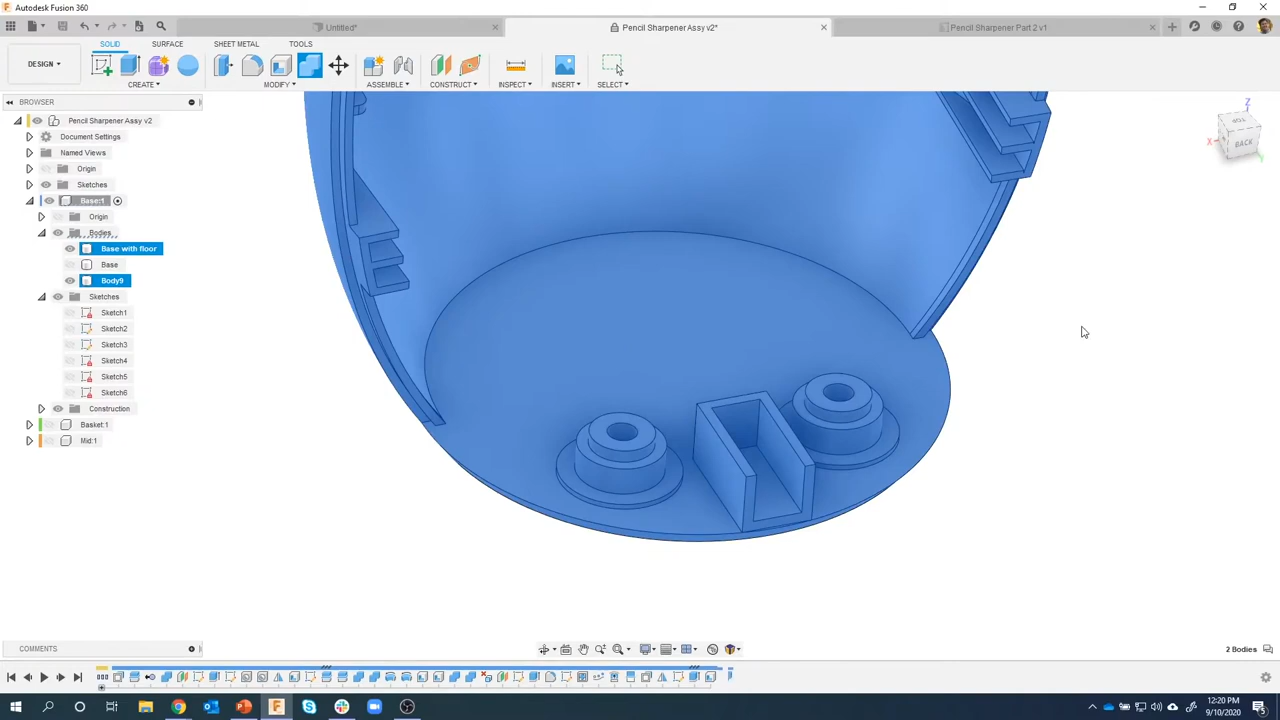 Autodesk Fusion 360
Untitled*
Pencil Sharpener Assy v2*
Pencil Sharpener Part 2 v1
DESIGN
SOLID
SURFACE
SHEET METAL
TOOLS
CREATE
MODIFY
ASSEMBLE
CONSTRUCT
INSPECT
INSERT
SELECT
BROWSER
Pencil Sharpener Assy v2
Document Settings
Named Views
Origin
Sketches
Base:1
Origin
Bodies
Base with floor
Base
Body9
Sketches
Sketch1
Sketch2
Sketch3
Sketch4
Sketch5
Sketch6
Construction
Basket:1
Mid:1
Z
TOP
X
BACK
Y
COMMENTS
2 Bodies
12:20 PM
9/10/2020
5